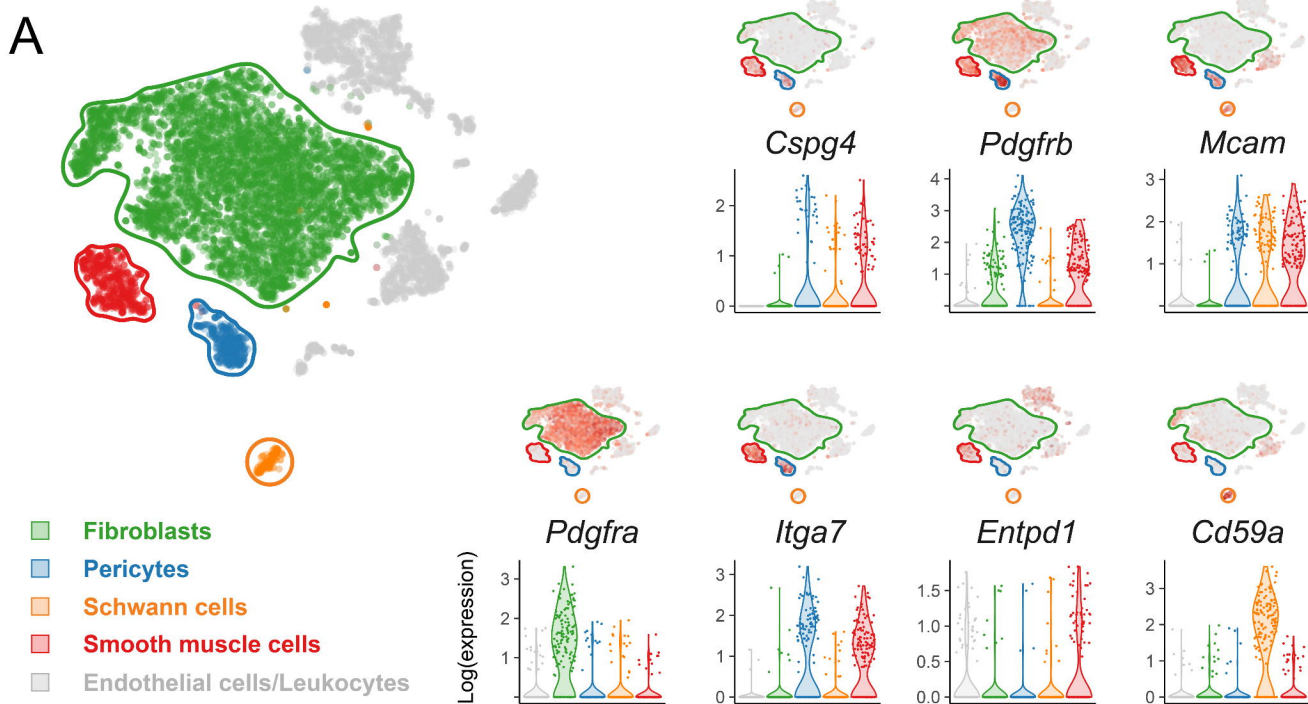 A
Cspg4
Pdgfrb
Mcam
2
1
0
4
3
2
1
3
2
1
Fibroblasts
Pericytes
Schwann cells
Smooth muscle cells
Endothelial cells/Leukocytes
Pdgfra
Itga7
Entpd1
Cd59a
Log(expression)
3
2
1
3
2
1
0
1.5
1.0
0.5
0.0
3
2
1
0